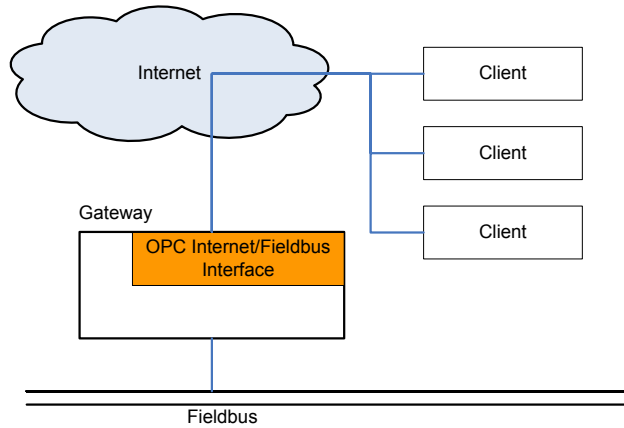 Internet
Client
Client
Client
Gateway
OPC Internet/Fieldbus
Interface
Fieldbus